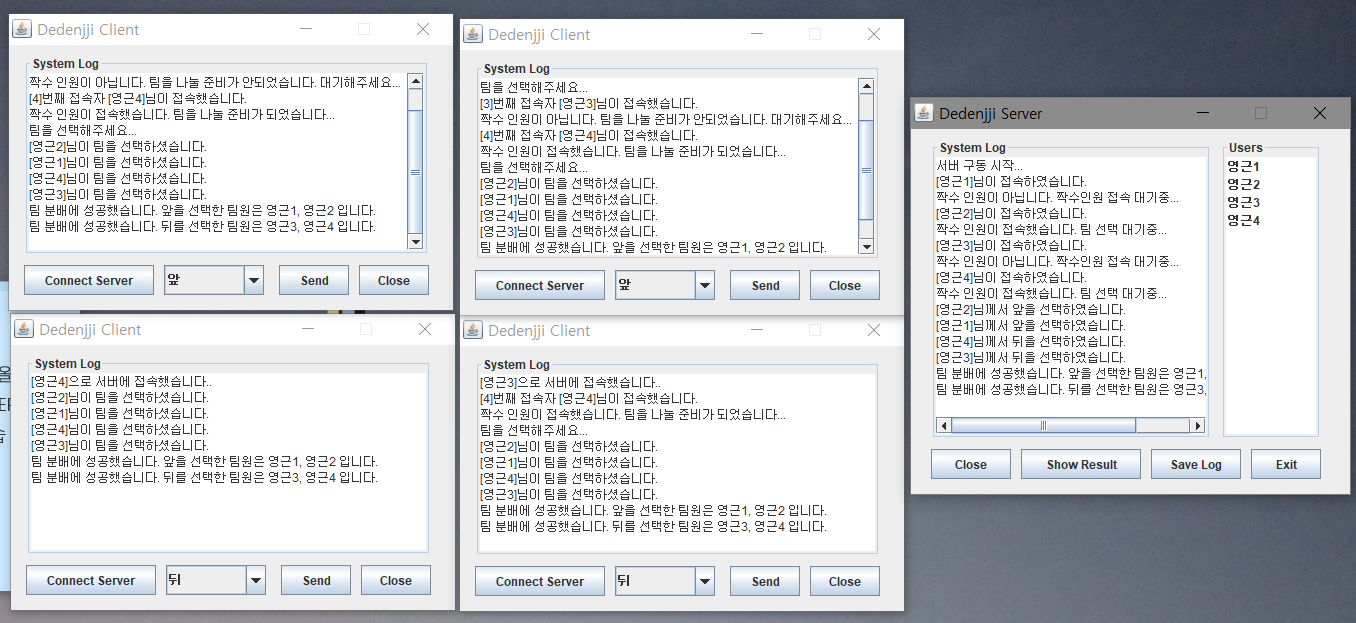 Dedenjji Client
System Log
짝수 인원이 아닙니다. 팀을 나눌 준비가 안되었습니다. 대기해주세요...
[4]번째 접속자 [영근4]님이 접속했습니다.
짝수 인원이 접속했습니다. 팀을 나눌 준비가 되었습니다...
팀을 선택해주세요...
[영근2]님이 팀을 선택하셨습니다.
[영근1]님이 팀을 선택하셨습니다.
[영근4]님이 팀을 선택하셨습니다.
[영근3]님이 팀을 선택하셨습니다.
팀 분배에 성공했습니다. 앞을 선택한 팀원은 영근1, 영근2 입니다.
팀 분배에 성공했습니다. 뒤를 선택한 팀원은 영근3, 영근4 입니다.
Connect Server
앞
Send
Close
Dedenjji Client
System Log
팀을 선택해주세요...
[3]번째 접속자 [영근3]님이 접속했습니다.
짝수 인원이 아닙니다. 팀을 나눌 준비가 안되었습니다. 대기해주세요...
[4]번째 접속자 [영근4]님이 접속했습니다.
짝수 인원이 접속했습니다. 팀을 나눌 준비가 되었습니다...
팀을 선택해주세요...
[영근2]님이 팀을 선택하셨습니다.
[영근1]님이 팀을 선택하셨습니다.
[영근4]님이 팀을 선택하셨습니다.
[영근3]님이 팀을 선택하셨습니다.
팀 분배에 성공했습니다. 앞을 선택한 팀원은 영근1, 영근2 입니다.
Connect Server
앞
Send
Close
Dedenjji Client
System Log
[영근4]으로 서버에 접속했습니다..
[영근2]님이 팀을 선택하셨습니다.
[영근1]님이 팀을 선택하셨습니다.
[영근4]님이 팀을 선택하셨습니다.
[영근3]님이 팀을 선택하셨습니다.
팀 분배에 성공했습니다. 앞을 선택한 팀원은 영근1, 영근2 입니다.
팀 분배에 성공했습니다. 뒤를 선택한 팀원은 영근3, 영근4 입니다.
Connect Server
뒤
Send
Close
Dedenjji Client
System Log
[영근3]으로 서버에 접속했습니다..
[4]번째 접속자 [영근4]님이 접속했습니다.
짝수 인원이 접속했습니다. 팀을 나눌 준비가 되었습니다...
팀을 선택해주세요...
[영근2]님이 팀을 선택하셨습니다.
[영근1]님이 팀을 선택하셨습니다.
[영근4]님이 팀을 선택하셨습니다.
[영근3]님이 팀을 선택하셨습니다.
팀 분배에 성공했습니다. 앞을 선택한 팀원은 영근1, 영근2 입니다.
팀 분배에 성공했습니다. 뒤를 선택한 팀원은 영근3, 영근4 입니다.
Connect Server
뒤
Send
Close
Dedenjji Server
System Log
서버 구동 시작...
[영근1]님이 접속하였습니다.
짝수 인원이 아닙니다. 짝수인원 접속 대기중...
[영근2]님이 접속하였습니다.
짝수 인원이 접속했습니다. 팀 선택 대기중...
[영근3]님이 접속하였습니다.
짝수 인원이 아닙니다. 짝수인원 접속 대기중...
[영근4]님이 접속하였습니다.
짝수 인원이 접속했습니다. 팀 선택 대기중...
[영근2]님께서 앞을 선택하였습니다.
[영근1]님께서 앞을 선택하였습니다.
[영근4]님께서 뒤를 선택하였습니다.
[영근3]님께서 뒤을 선택하였습니다.
팀 분배에 성공했습니다. 앞을 선택한 팀원은 영근1,
팀 분배에 성공했습니다. 뒤를 선택한 팀원은 영근3,
Users
영근1
영근2
영근3
영근4
Close
Show Result
Save Log
Exit